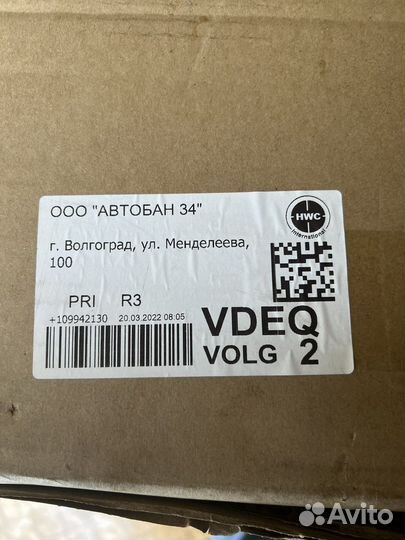 ООО "АВТОБАН 34"
HWC
international
г. Волгоград, ул. Менделеева,
100
PRI R3
+109942130 20.03.2022 08:05
VDEQ
VOLG 2
Avito